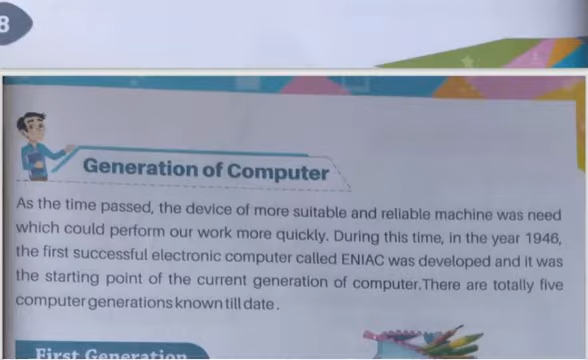 8
Generation of Computer
As the time passed, the device of more suitable and reliable machine was need
which could perform our work more quickly. During this time, in the year 1946,
the first successful electronic computer called ENIAC was developed and it was
the starting point of the current generation of computer.There are totally five
computer generations known till date.
First Generation